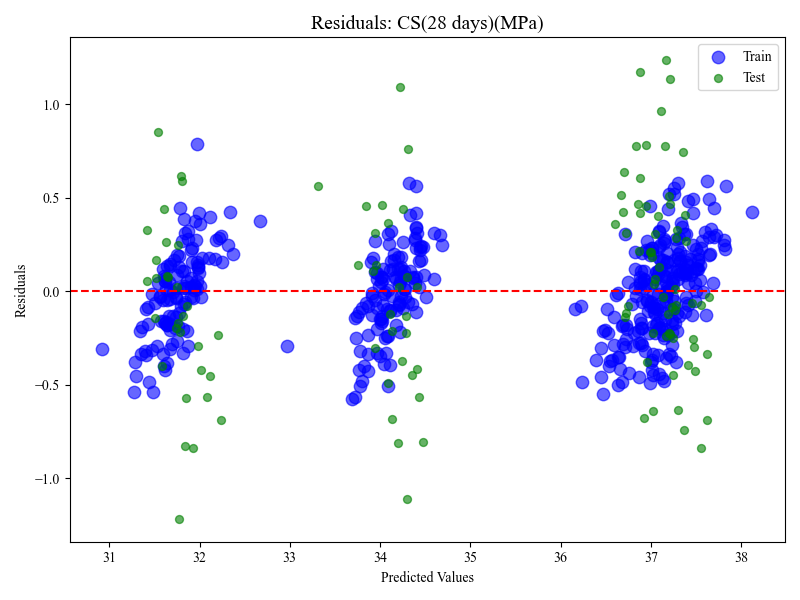 Residuals: CS(28 days)(MPa)
Train
Test
1.0
0.5
0.0
−0.5
−1.0
Residuals
31
32
33
34
35
36
37
38
Predicted Values